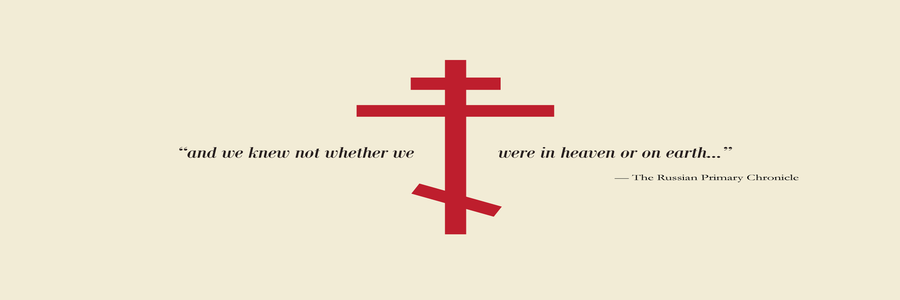 “and we knew not whether we were in heaven or on earth...”
— The Russian Primary Chronicle